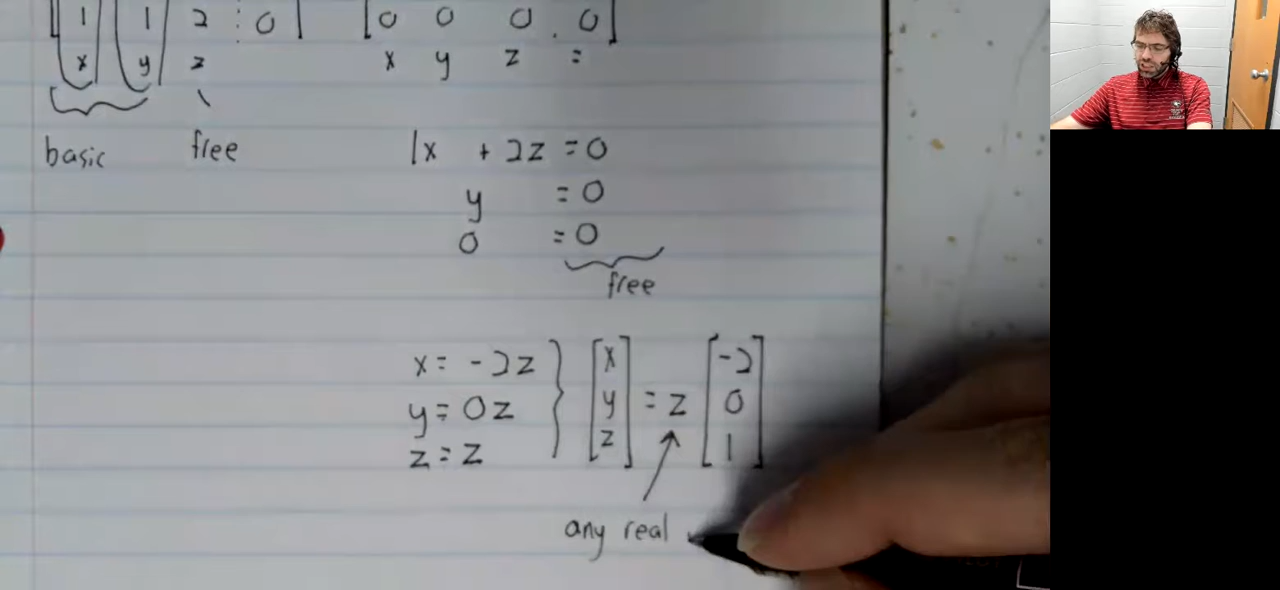 [ 1 1 2 ⋮ 0 ] [ 0 0 0 . 0 ]
x y z x y z =
basic free 1x + 2z = 0
y = 0
0 = 0
free
x = -2z } [x] [-2]
y = 0z } [y] = z [0]
z = z } [z] [1]
any real